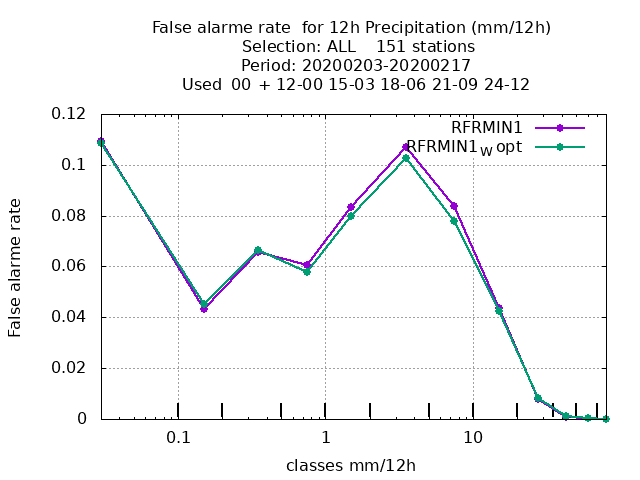 False alarme rate  for 12h Precipitation (mm/12h)
Selection: ALL    151 stations
Period: 20200203-20200217
Used  00 + 12-00 15-03 18-06 21-09 24-12
RFRMIN1
RFRMIN1W opt
0.12
0.1
0.08
0.06
0.04
0.02
0
False alarme rate
0.1
1
10
classes mm/12h